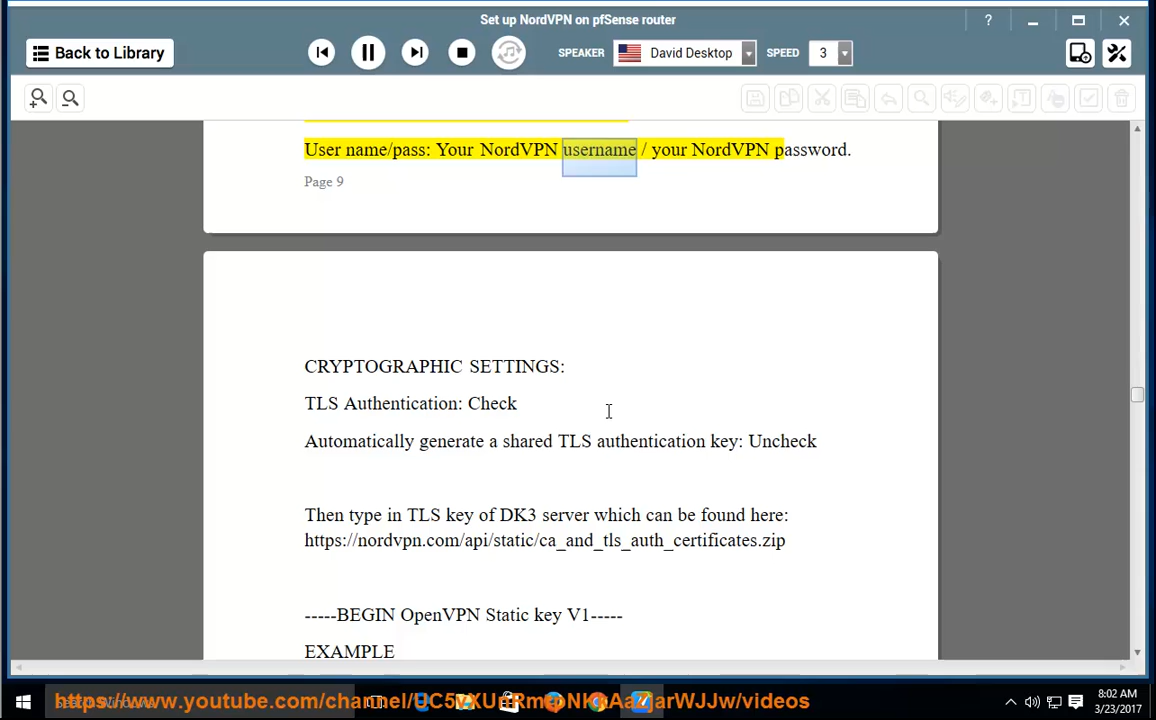 Set up NordVPN on pfSense router
?
Back to Library
SPEAKER
David Desktop
SPEED
3
User name/pass: Your NordVPN username / your NordVPN password.
Page 9
CRYPTOGRAPHIC SETTINGS:
TLS Authentication: Check
Automatically generate a shared TLS authentication key: Uncheck
Then type in TLS key of DK3 server which can be found here:
https://nordvpn.com/api/static/ca_and_tls_auth_certificates.zip
-----BEGIN OpenVPN Static key V1-----
EXAMPLE
8:02 AM
3/23/2017